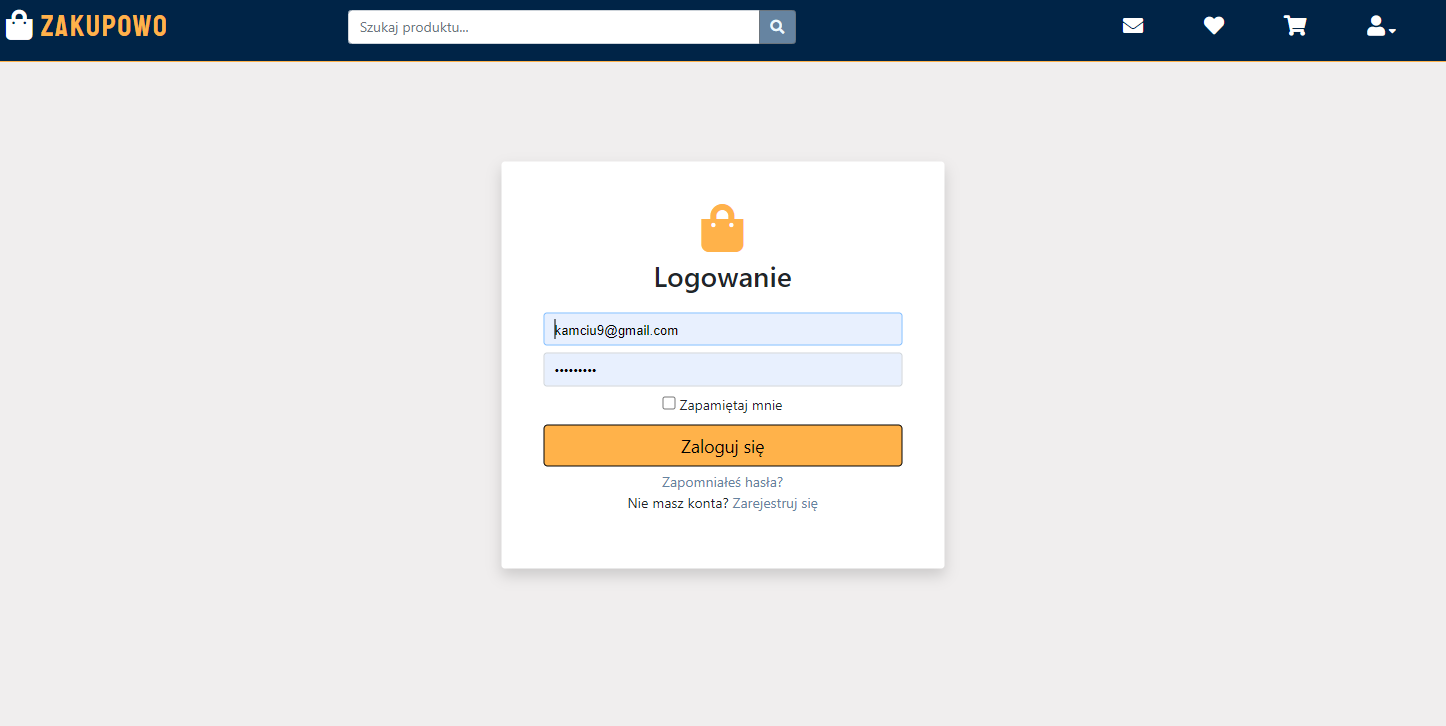 ZAKUPOWO
Szukaj produktu...
Logowanie
kamciu9@gmail.com
•••••••••
Zapamiętaj mnie
Zaloguj się
Zapomniałeś hasła?
Nie masz konta? Zarejestruj się